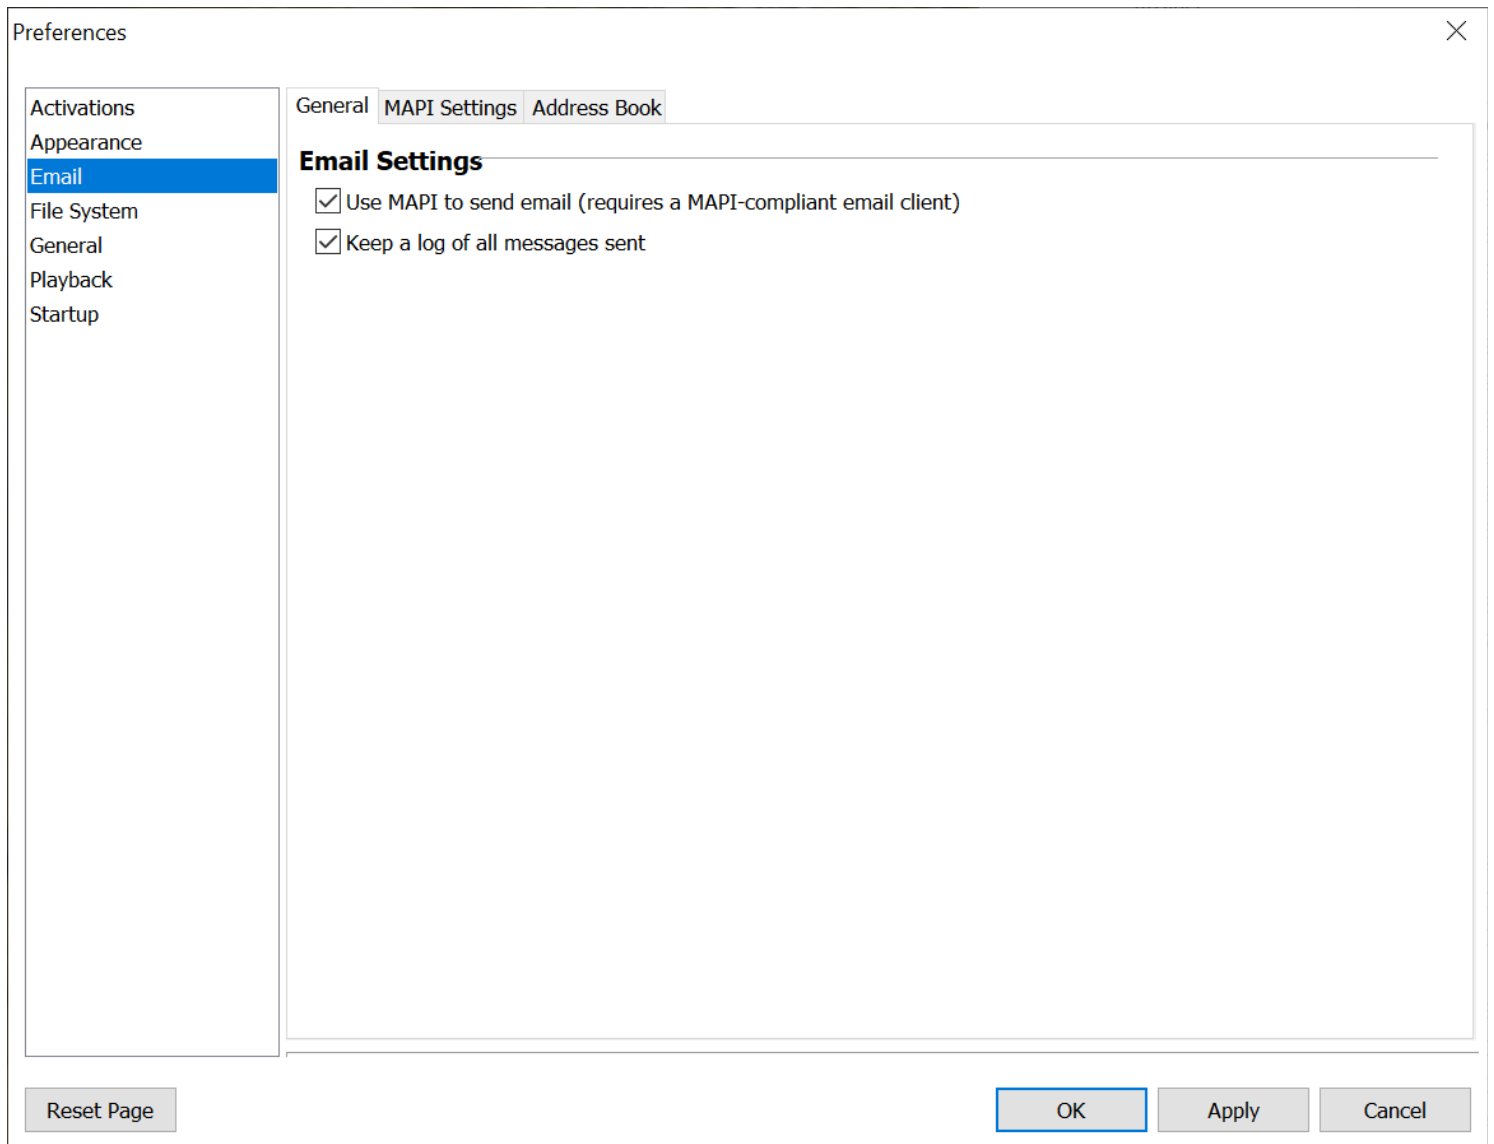 Preferences
Activations
Appearance
Email
File System
General
Playback
Startup
General MAPI Settings Address Book
Email Settings
Use MAPI to send email (requires a MAPI-compliant email client)
Keep a log of all messages sent
Reset Page OK Apply Cancel